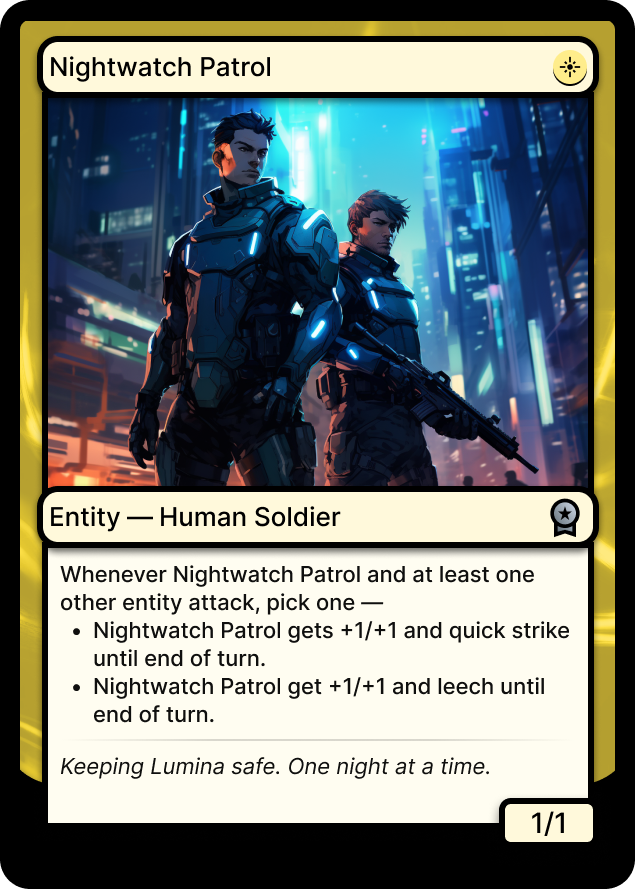 Nightwatch Patrol
Entity — Human Soldier
Whenever Nightwatch Patrol and at least one
other entity attack, pick one —
• Nightwatch Patrol gets +1/+1 and quick strike
until end of turn.
• Nightwatch Patrol get +1/+1 and leech until
end of turn.
Keeping Lumina safe. One night at a time.
1/1